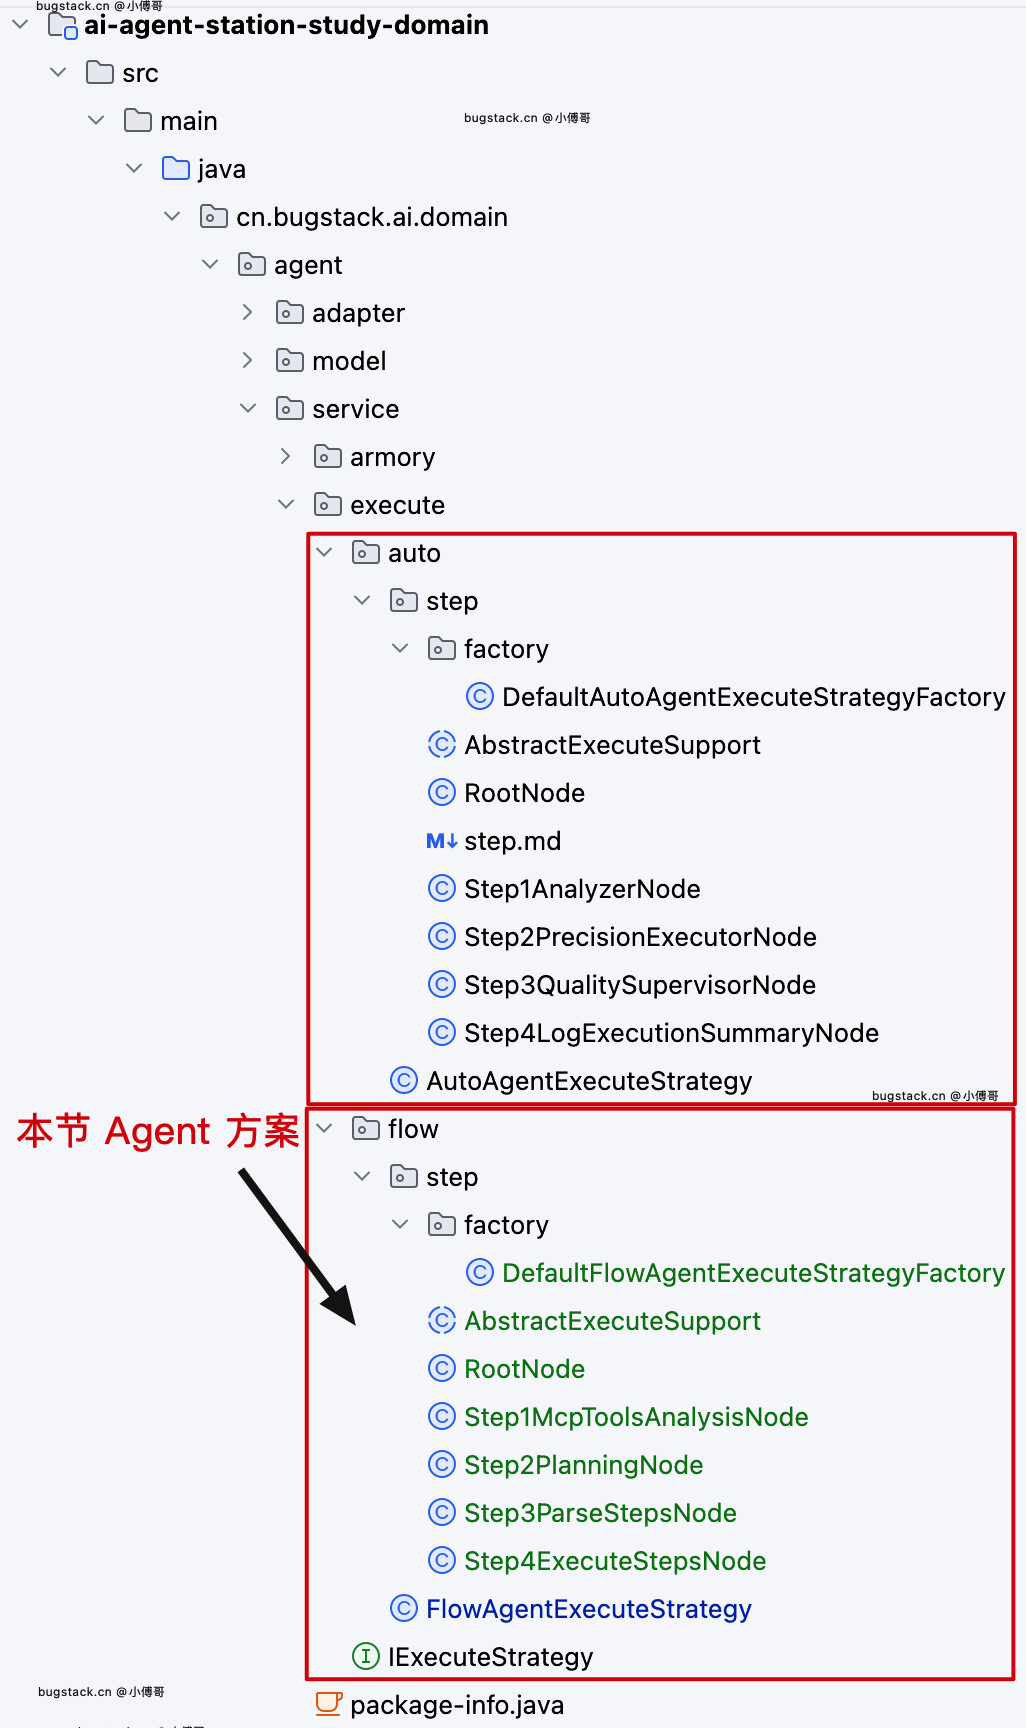 bugstack.cn @小傅哥
ai-agent-station-study-domain
src
main
bugstack.cn @小傅哥
java
cn.bugstack.ai.domain
agent
adapter
model
service
armory
execute
auto
step
factory
DefaultAutoAgentExecuteStrategyFactory
AbstractExecuteSupport
RootNode
step.md
Step1AnalyzerNode
Step2PrecisionExecutorNode
Step3QualitySupervisorNode
Step4LogExecutionSummaryNode
AutoAgentExecuteStrategy
bugstack.cn @小傅哥
本节 Agent 方案
flow
step
factory
DefaultFlowAgentExecuteStrategyFactory
AbstractExecuteSupport
RootNode
Step1McpToolsAnalysisNode
Step2PlanningNode
Step3ParseStepsNode
Step4ExecuteStepsNode
FlowAgentExecuteStrategy
IExecuteStrategy
bugstack.cn @小傅哥
package-info.java